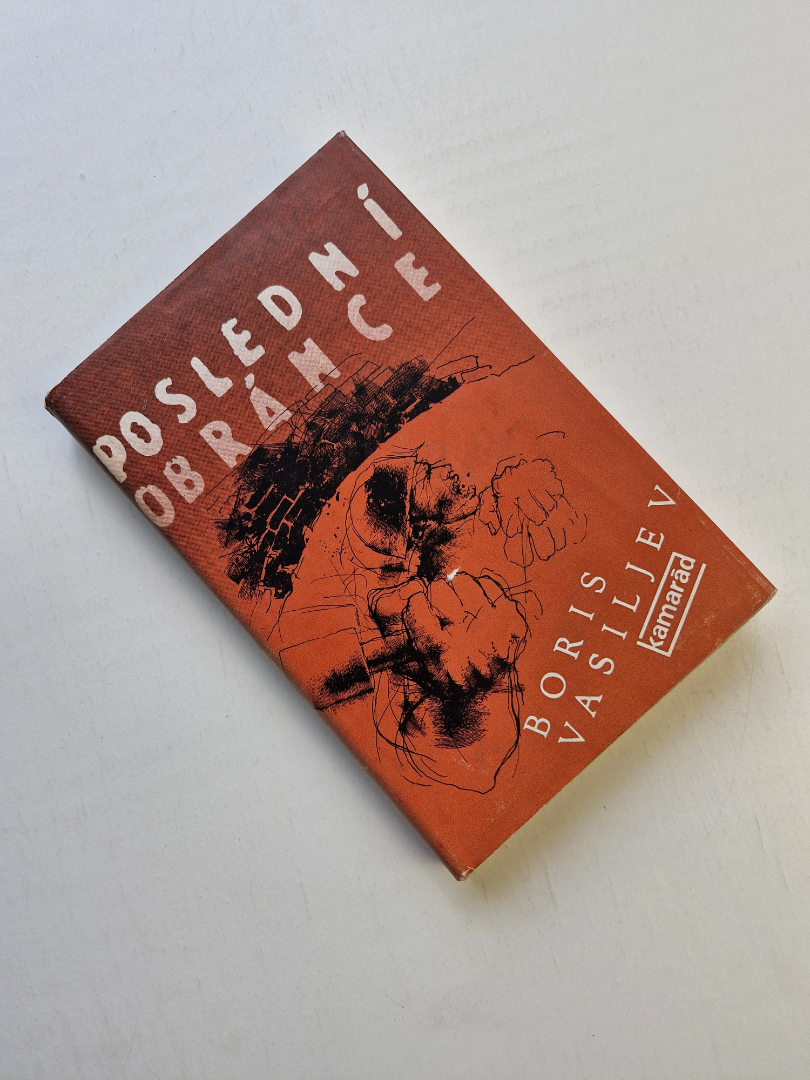 POSLEDNÍ
OBRÁNCE
BORIS
VASILJEV
kamarád